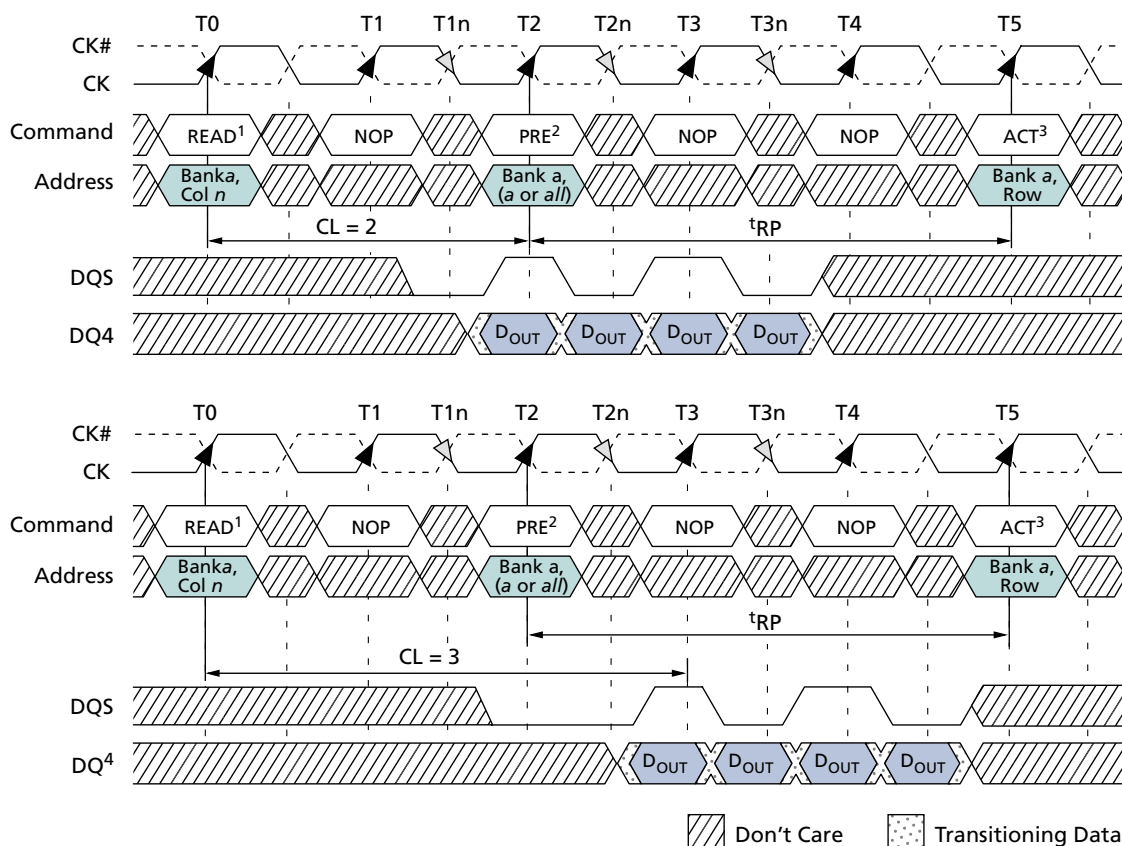 T0 T1 T1n T2 T2n T3 T3n T4 T5
CK#
CK
Command READ1 NOP PRE2 NOP NOP ACT3
Address Banka, Col n Bank a, (a or all) Bank a, Row
CL = 2 tRP
DQS
DQ4 DOUT DOUT DOUT DOUT
T0 T1 T1n T2 T2n T3 T3n T4 T5
CK#
CK
Command READ1 NOP PRE2 NOP NOP ACT3
Address Banka, Col n Bank a, (a or all) Bank a, Row
tRP
CL = 3
DQS
DQ4 DOUT DOUT DOUT DOUT
Don't Care Transitioning Data